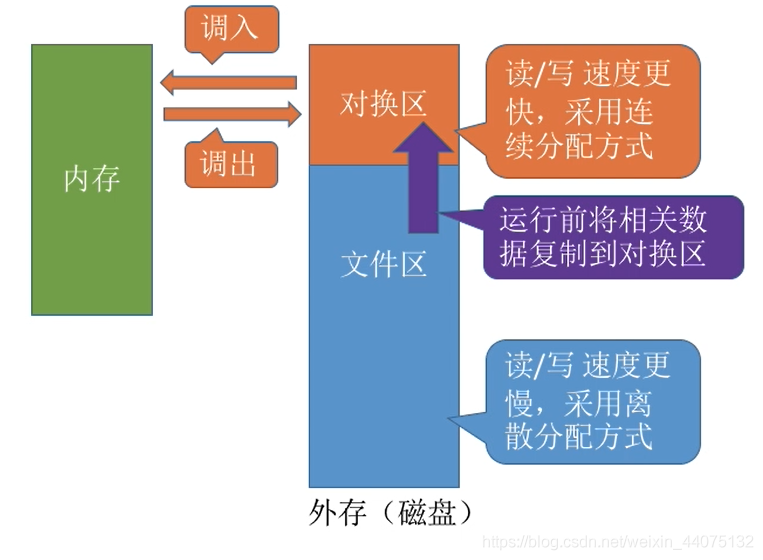 调入
内存
调出
对换区
读/写 速度更
快，采用连
续分配方式
运行前将相关数
据复制到对换区
文件区
读/写 速度更
慢，采用离
散分配方式
外存（磁盘）
https://blog.csdn.net/weixin_44075132